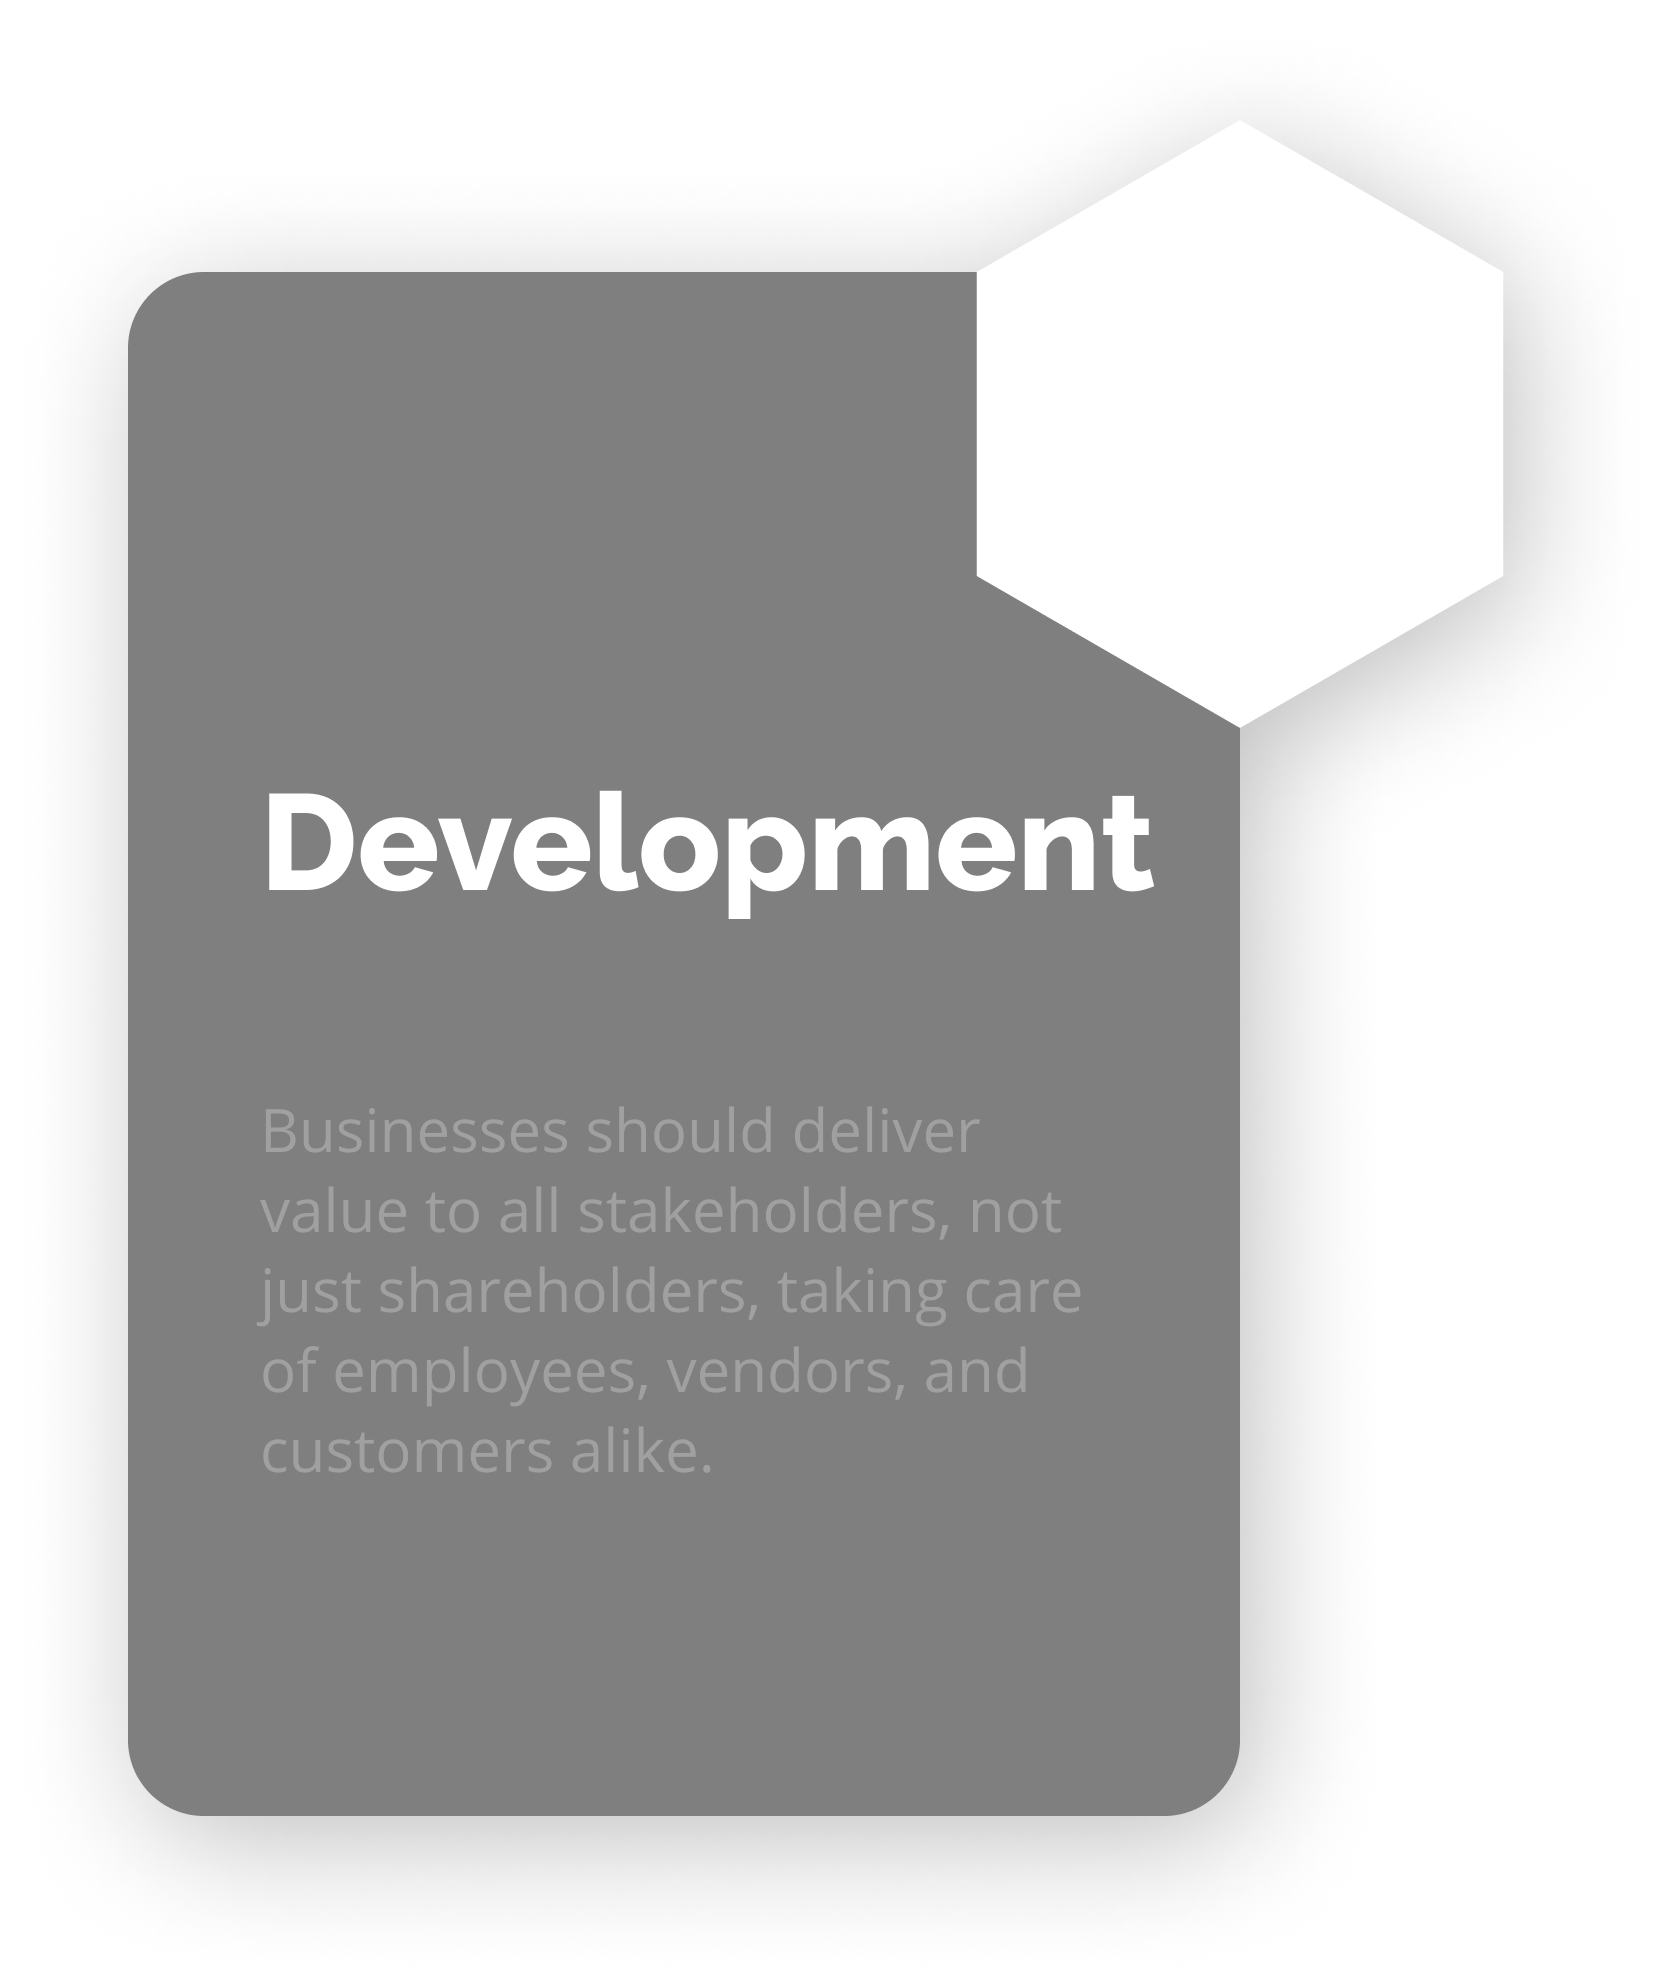 Development
Businesses should deliver
value to all stakeholders, not
just shareholders, taking care
of employees, vendors, and
customers alike.